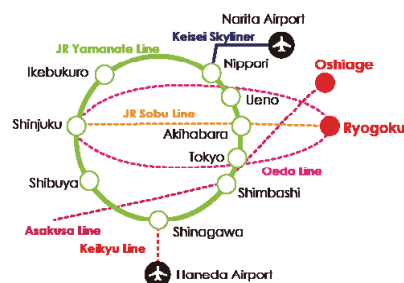 Narita Airport
Keisei Skyliner
JR Yamanate Line
Ikebukuro
Nippori
Oshiage
Ueno
Shinjuku
JR Sobu Line
Akihabara
Ryogoku
Tokyo
Oeda Line
Shibuya
Shimbashi
Asakusa Line
Shinagawa
Keikyu Line
Haneda Airport